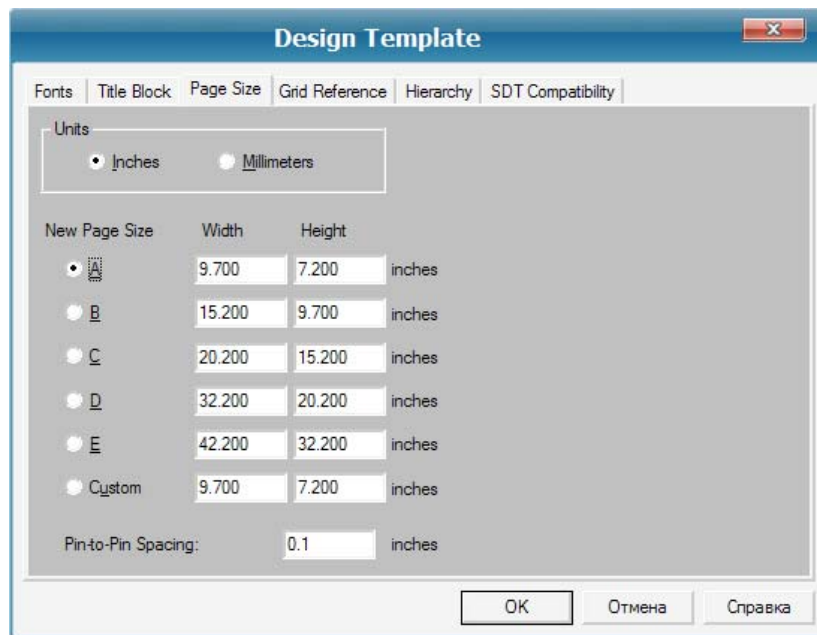 Design Template
Fonts Title Block Page Size Grid Reference Hierarchy SDT Compatibility
Units
Inches Millimeters
New Page Size Width Height
A 9.700 7.200 inches
B 15.200 9.700 inches
C 20.200 15.200 inches
D 32.200 20.200 inches
E 42.200 32.200 inches
Custom 9.700 7.200 inches
Pin-to-Pin Spacing: 0.1 inches
OK Отмена Справка